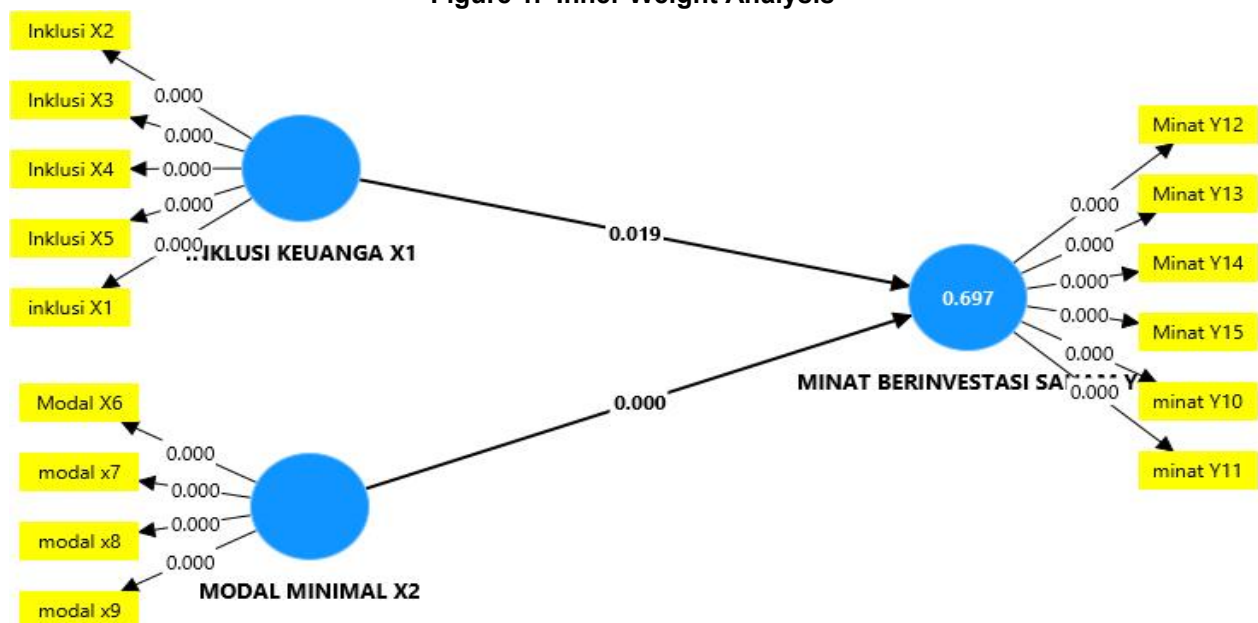 Figure 1. Inner Weight Analysis
Inklusi X2
Inklusi X3
Inklusi X4
Inklusi X5
inklusi X1
0.000
0.000
0.000
0.000
0.000
KLUSI KEUANGA X1
0.019
Modal X6
modal x7
modal x8
modal x9
0.000
0.000
0.000
0.000
MODAL MINIMAL X2
0.000
0.697
MINAT BERINVESTASI Y
Minat Y12
Minat Y13
Minat Y14
Minat Y15
minat Y10
minat Y11
0.000
0.000
0.000
0.000
0.000
0.000